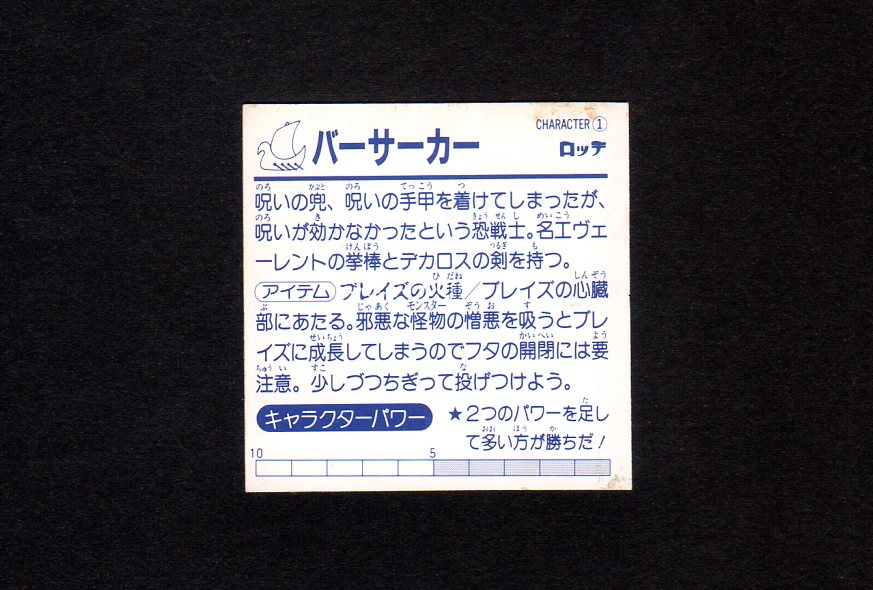 CHARACTER①
バーサーカー
ロッテ
呪いの兜、呪いの手甲を着けてしまったが、
呪いが効かなかったという恐戦士。名工ヴェ
ーレントの拳棒とデカロスの剣を持つ。
アイテム ブレイズの火種／ブレイズの心臓
部にあたる。邪悪な怪物の憎悪を吸うとブレ
イズに成長してしまうのでフタの開閉には要
注意。少しづつちぎって投げつけよう。
キャラクターパワー
★2つのパワーを足し
て多い方が勝ちだ！
10 5